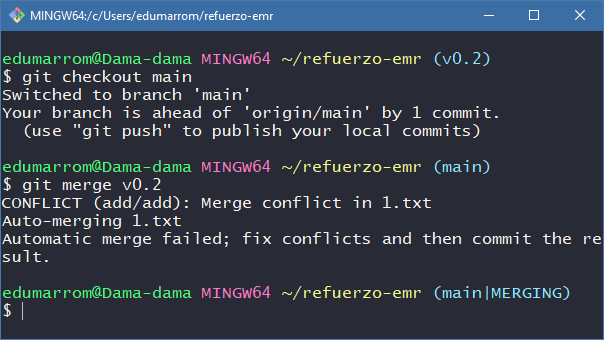 MINGW64:/c/Users/edumarrom/refuerzo-emr
edumarrom@Dama-dama MINGW64 ~/refuerzo-emr (v0.2)
$ git checkout main
Switched to branch 'main'
Your branch is ahead of 'origin/main' by 1 commit.
  (use "git push" to publish your local commits)
edumarrom@Dama-dama MINGW64 ~/refuerzo-emr (main)
$ git merge v0.2
CONFLICT (add/add): Merge conflict in 1.txt
Auto-merging 1.txt
Automatic merge failed; fix conflicts and then commit the re
sult.
edumarrom@Dama-dama MINGW64 ~/refuerzo-emr (main|MERGING)
$